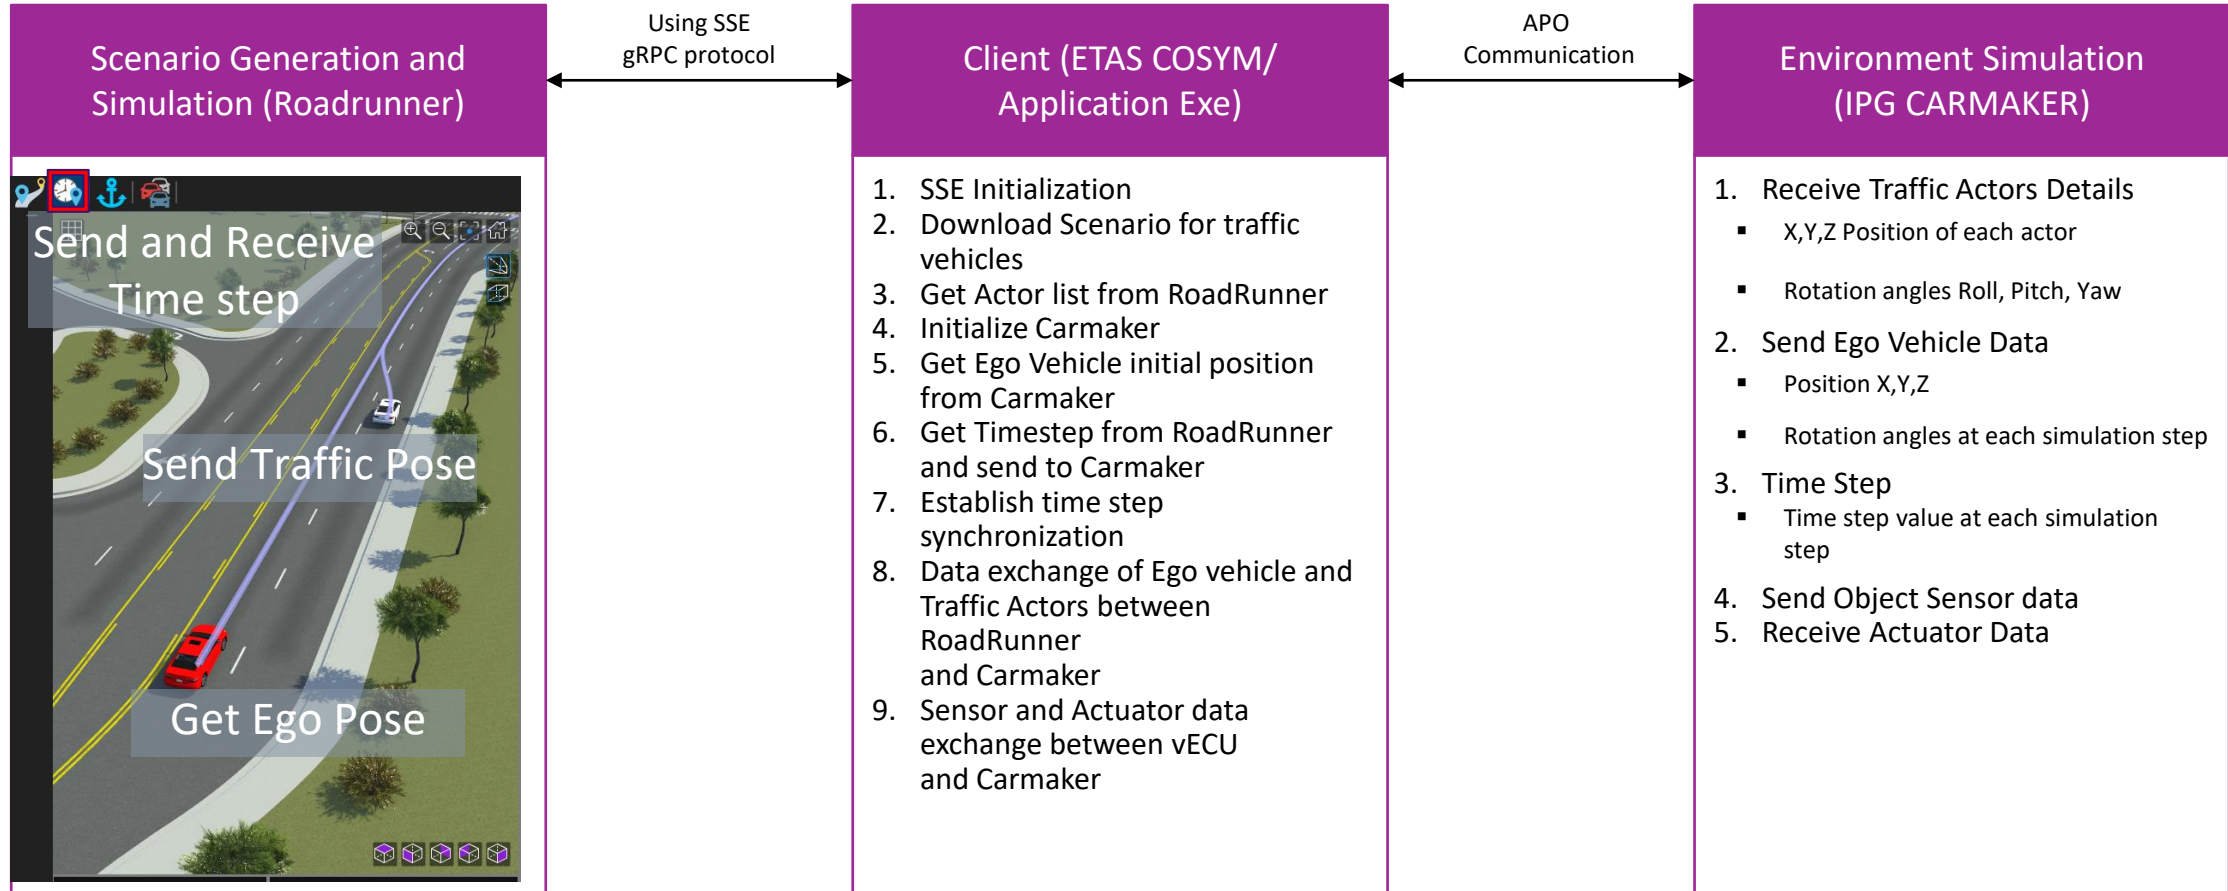 Scenario Generation and
Simulation (Roadrunner)
Send and Receive
Time step
Send Traffic Pose
Get Ego Pose
Using SSE
gRPC protocol
Client (ETAS COSYM/
Application Exe)
1. SSE Initialization
2. Download Scenario for traffic
vehicles
3. Get Actor list from RoadRunner
4. Initialize Carmaker
5. Get Ego Vehicle initial position
from Carmaker
6. Get Timestep from RoadRunner
and send to Carmaker
7. Establish time step
synchronization
8. Data exchange of Ego vehicle and
Traffic Actors between
RoadRunner
and Carmaker
9. Sensor and Actuator data
exchange between vECU
and Carmaker
APO
Communication
Environment Simulation
(IPG CARMAKER)
1. Receive Traffic Actors Details
▪ X,Y,Z Position of each actor
▪ Rotation angles Roll, Pitch, Yaw
2. Send Ego Vehicle Data
▪ Position X,Y,Z
▪ Rotation angles at each simulation step
3. Time Step
▪ Time step value at each simulation
step
4. Send Object Sensor data
5. Receive Actuator Data